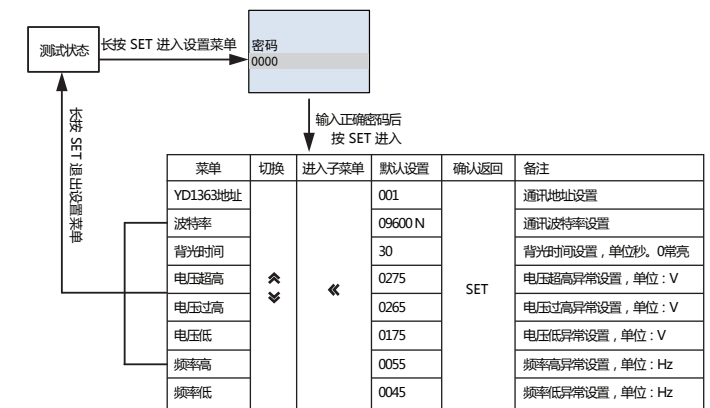 测试状态
长按 SET 进入设置菜单
密码
0000
输入正确密码后
按 SET 进入
长按 SET 退出设置菜单
菜单 切换 进入子菜单 默认设置 确认返回 备注
YD1363地址 001 通讯地址设置
波特率 09600 N 通讯波特率设置
背光时间 30 背光时间设置，单位秒。0常亮
电压超高 0275 电压超高异常设置，单位：V
SET
电压过高 0265 电压过高异常设置，单位：V
电压低 0175 电压低异常设置，单位：V
频率高 0055 频率高异常设置，单位：Hz
频率低 0045 频率低异常设置，单位：Hz